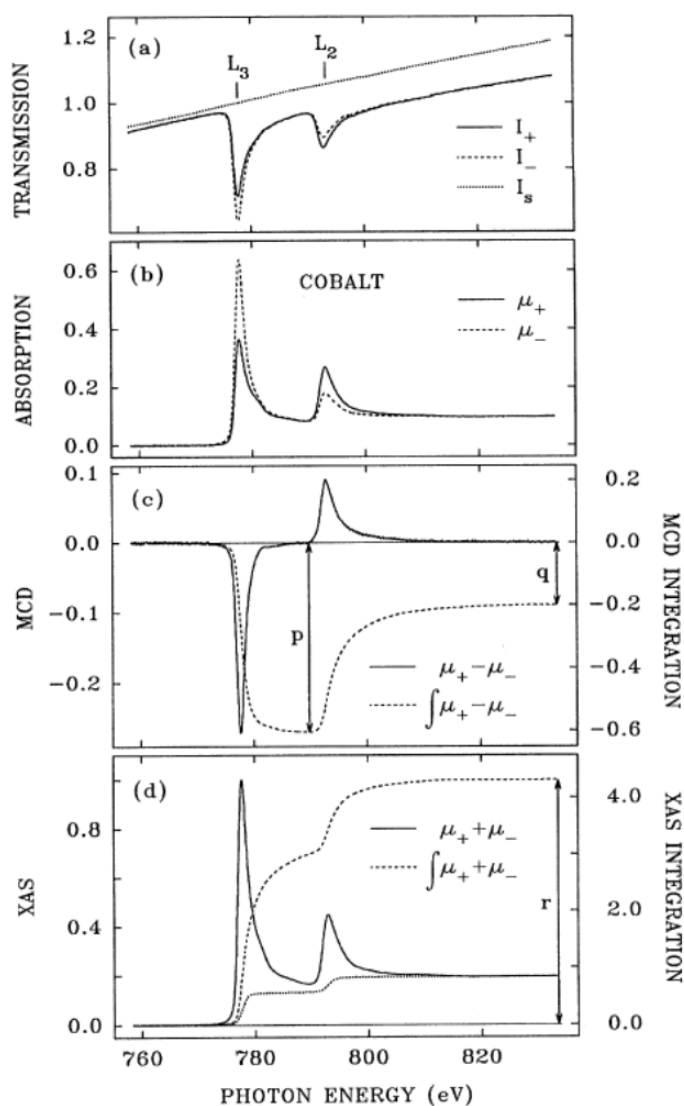 (a)
L₃
L₂
1.2
1.0
0.8
TRANSMISSION
I₊
I₋
Iₛ
(b)
COBALT
0.6
0.4
0.2
0.0
ABSORPTION
μ₊
μ₋
(c)
0.1
0.0
−0.1
−0.2
MCD
p
q
μ₊−μ₋
∫μ₊−μ₋
0.2
0.0
−0.2
−0.4
−0.6
MCD INTEGRATION
(d)
0.8
0.4
0.0
XAS
μ₊+μ₋
∫μ₊+μ₋
r
4.0
2.0
0.0
XAS INTEGRATION
760 780 800 820
PHOTON ENERGY (eV)